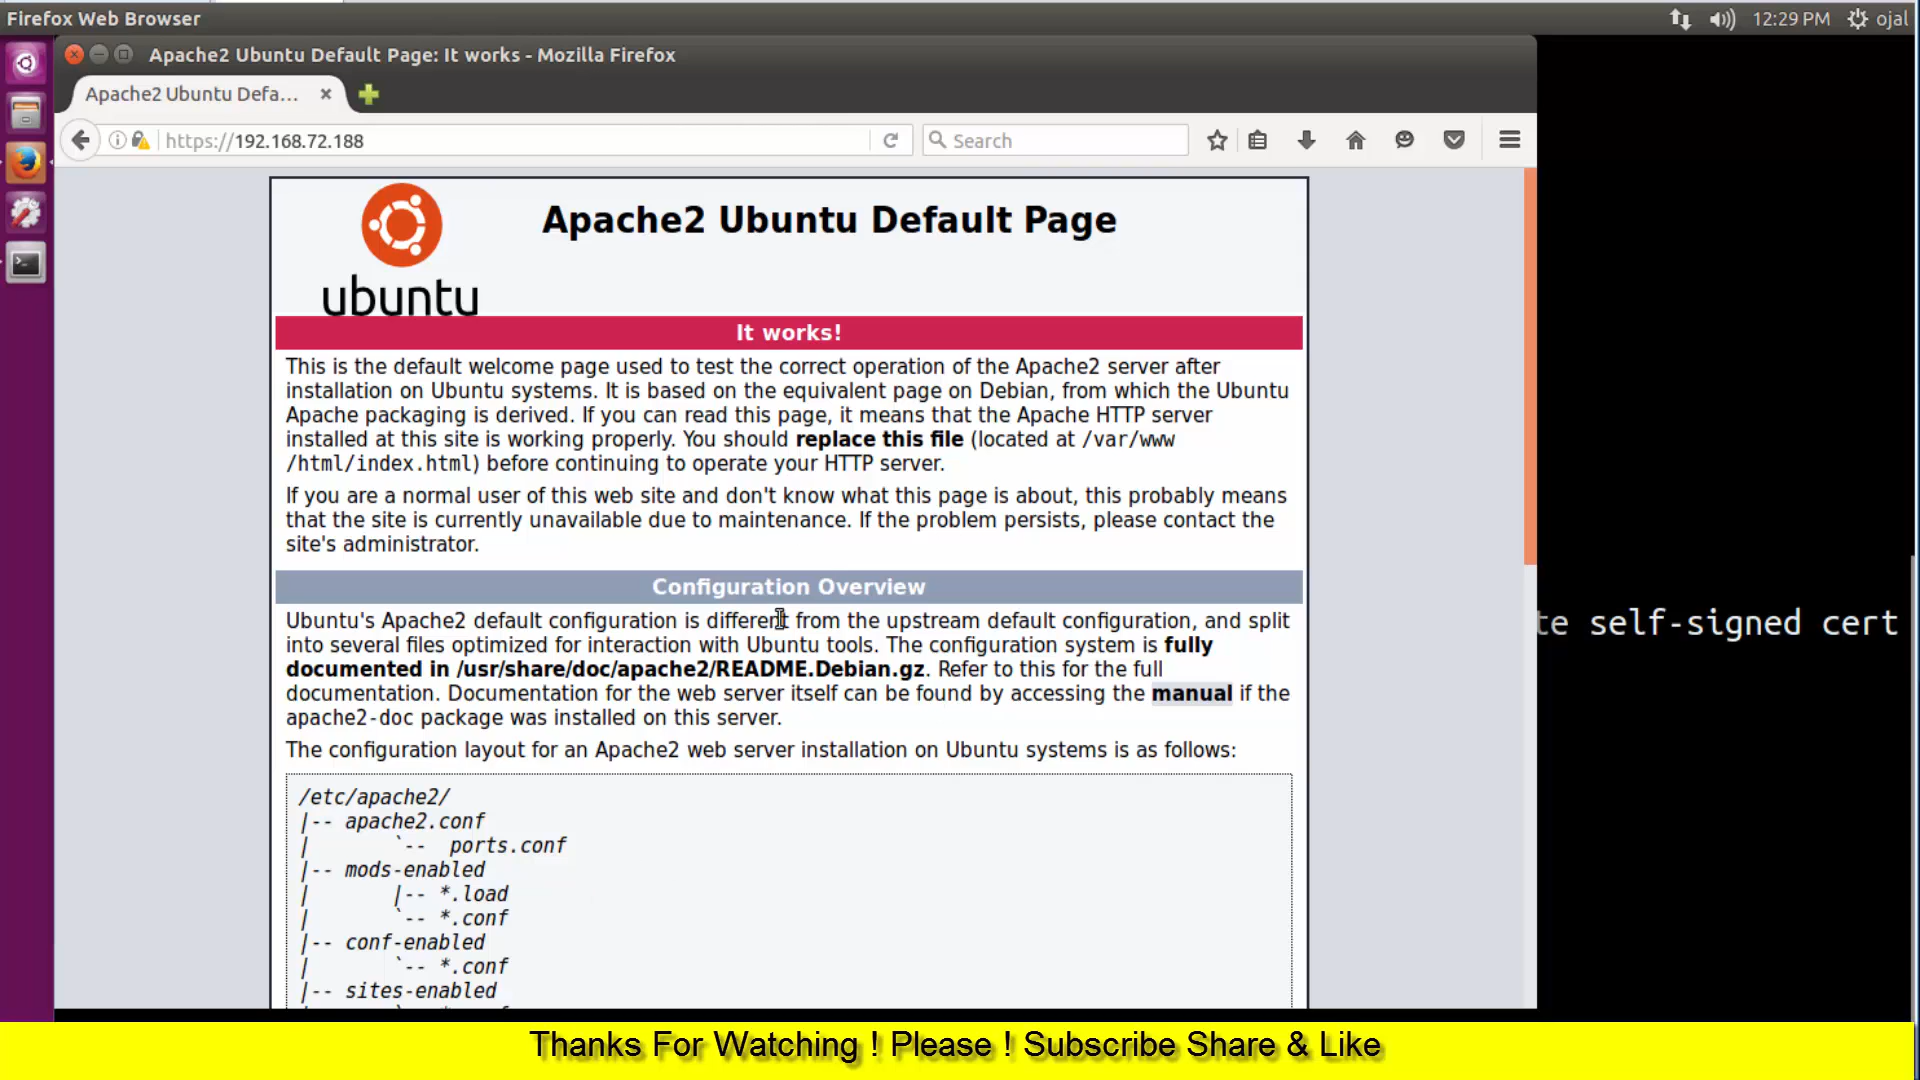 Firefox Web Browser
12:29 PM
ojal
Apache2 Ubuntu Default Page: It works - Mozilla Firefox
Apache2 Ubuntu Defa...
https://192.168.72.188
Search
Apache2 Ubuntu Default Page
ubuntu
It works!
This is the default welcome page used to test the correct operation of the Apache2 server after
installation on Ubuntu systems. It is based on the equivalent page on Debian, from which the Ubuntu
Apache packaging is derived. If you can read this page, it means that the Apache HTTP server
installed at this site is working properly. You should replace this file (located at /var/www
/html/index.html) before continuing to operate your HTTP server.
If you are a normal user of this web site and don't know what this page is about, this probably means
that the site is currently unavailable due to maintenance. If the problem persists, please contact the
site's administrator.
Configuration Overview
Ubuntu's Apache2 default configuration is different from the upstream default configuration, and split
into several files optimized for interaction with Ubuntu tools. The configuration system is fully
documented in /usr/share/doc/apache2/README.Debian.gz. Refer to this for the full
documentation. Documentation for the web server itself can be found by accessing the manual if the
apache2-doc package was installed on this server.
The configuration layout for an Apache2 web server installation on Ubuntu systems is as follows:
/etc/apache2/
|-- apache2.conf
|       `--  ports.conf
|-- mods-enabled
|       |-- *.load
|       `-- *.conf
|-- conf-enabled
|       `-- *.conf
|-- sites-enabled
te self-signed cert
Thanks For Watching ! Please ! Subscribe Share & Like